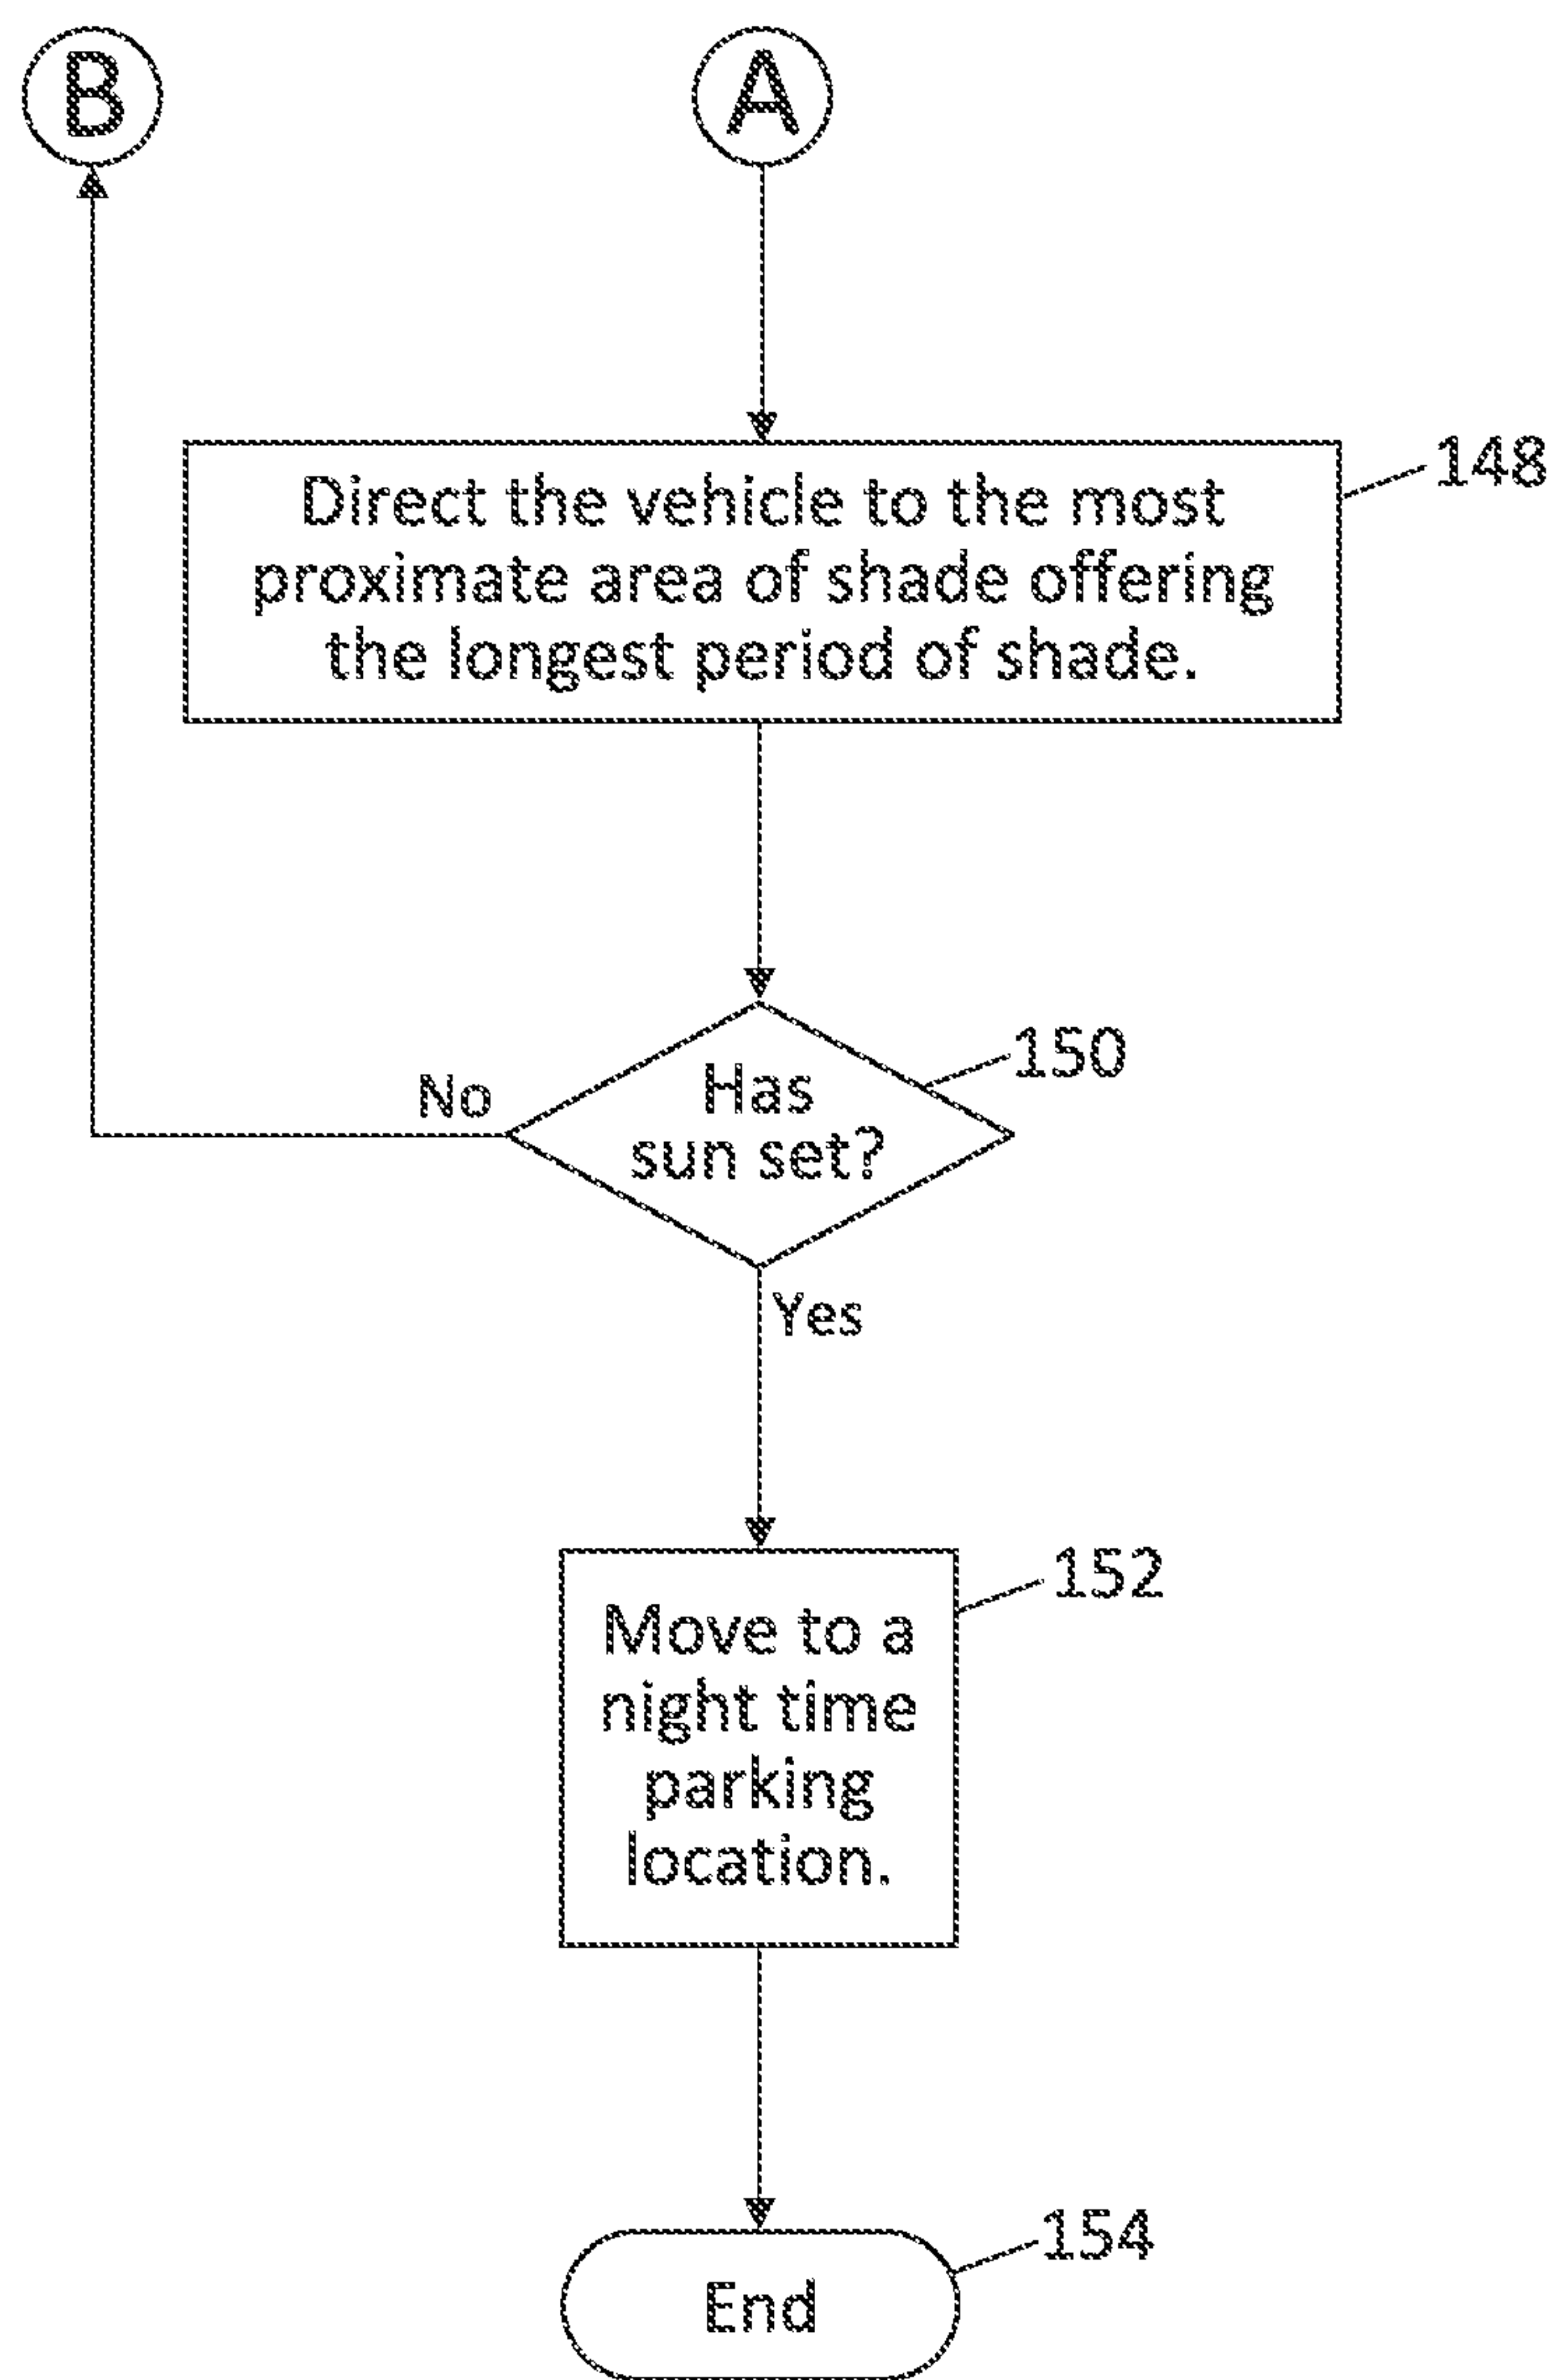 B
A
Direct the vehicle to the most
proximate area of shade offering
the longest period of shade.
148
Has
sun set?
150
No
Yes
Move to a
night time
parking
location.
152
End
154